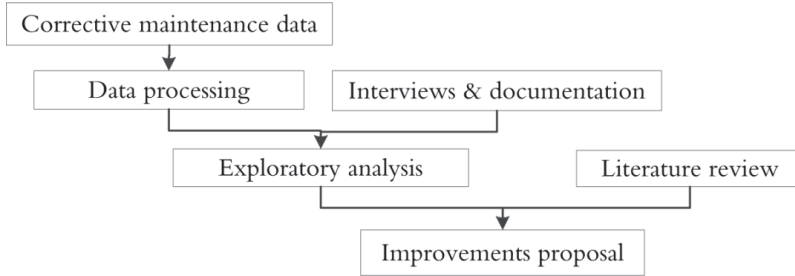 Corrective maintenance data
Data processing
Interviews & documentation
Exploratory analysis
Literature review
Improvements proposal